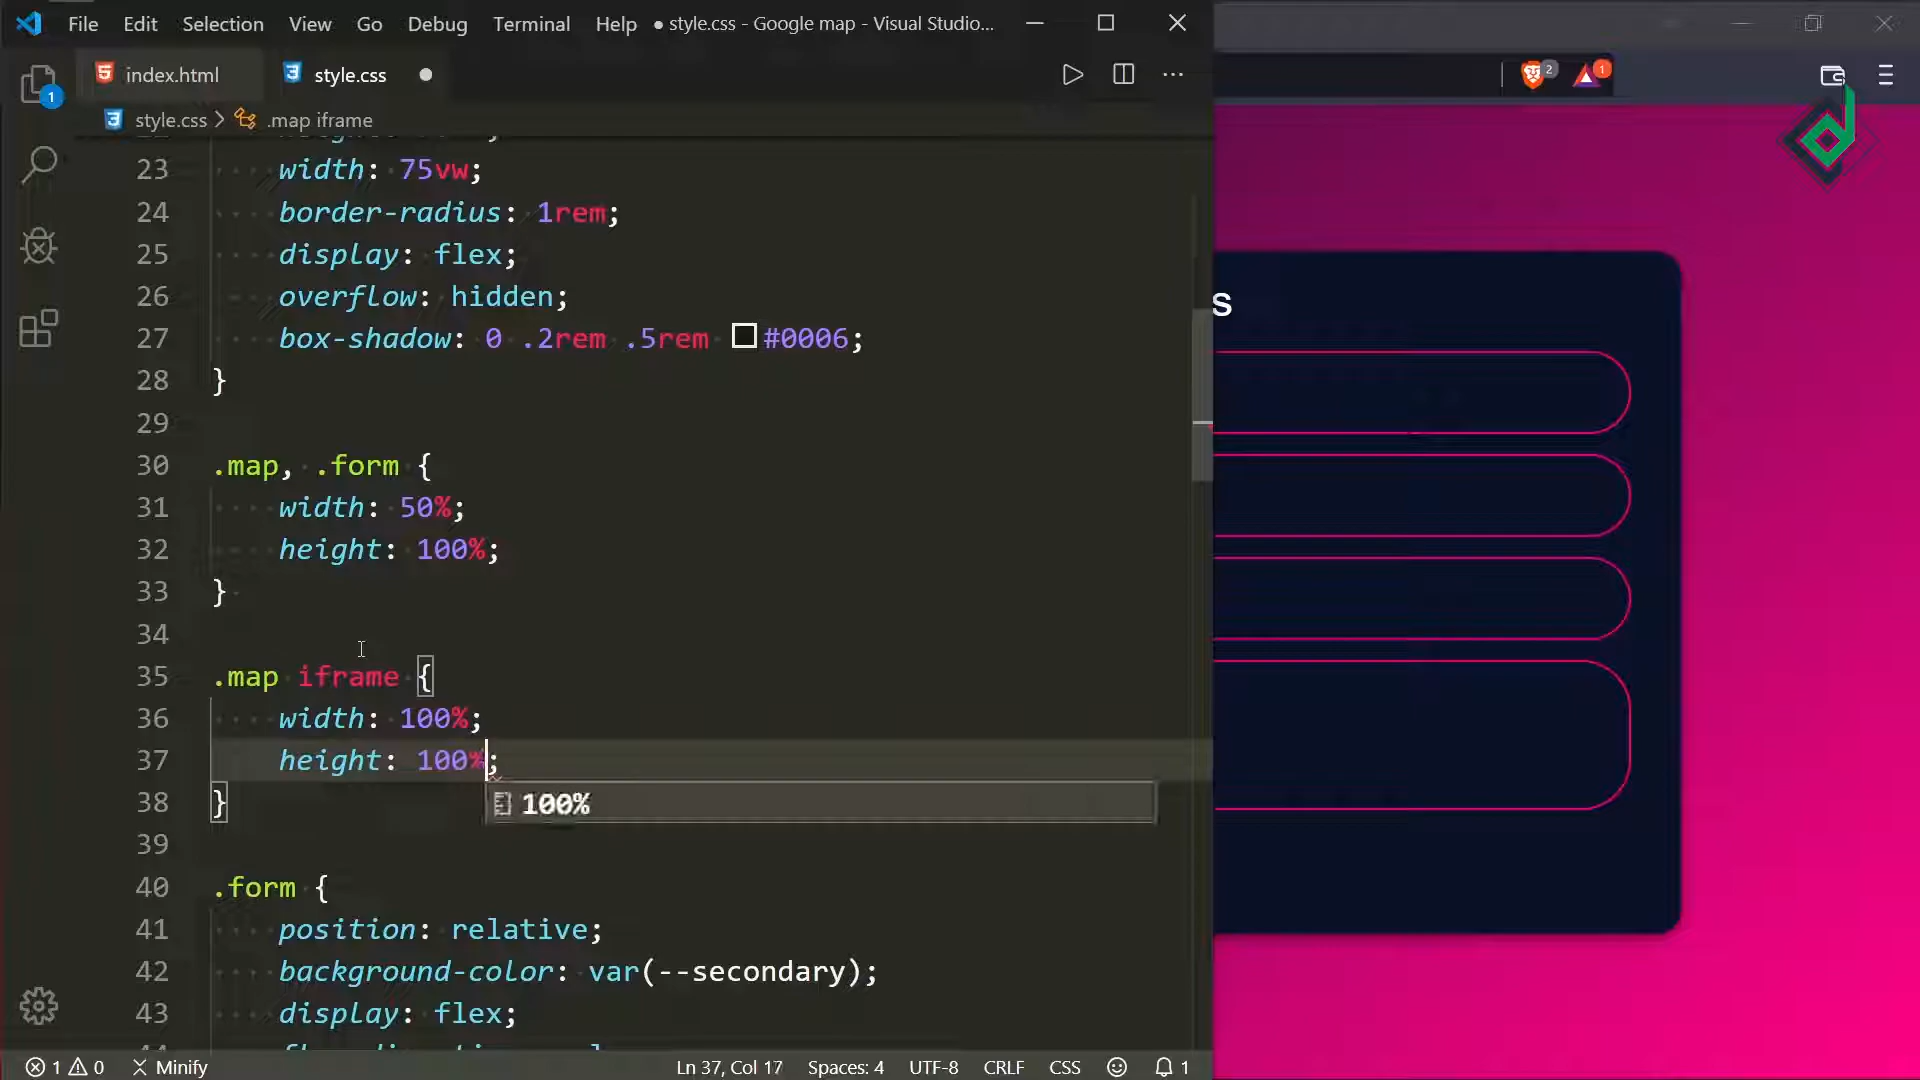 File Edit Selection View Go Debug Terminal Help ● style.css - Google map - Visual Studio...
index.html style.css ●
style.css > .map iframe
23 width: 75vw;
24 border-radius: 1rem;
25 display: flex;
26 overflow: hidden;
27 box-shadow: 0 .2rem .5rem #0006;
28 }
29
30 .map, .form {
31 width: 50%;
32 height: 100%;
33 }
34
35 .map iframe {
36 width: 100%;
37 height: 100%;
38 }
100%
39
40 .form {
41 position: relative;
42 background-color: var(--secondary);
43 display: flex;
1 0 Minify Ln 37, Col 17 Spaces: 4 UTF-8 CRLF CSS 1
1
2 1
s